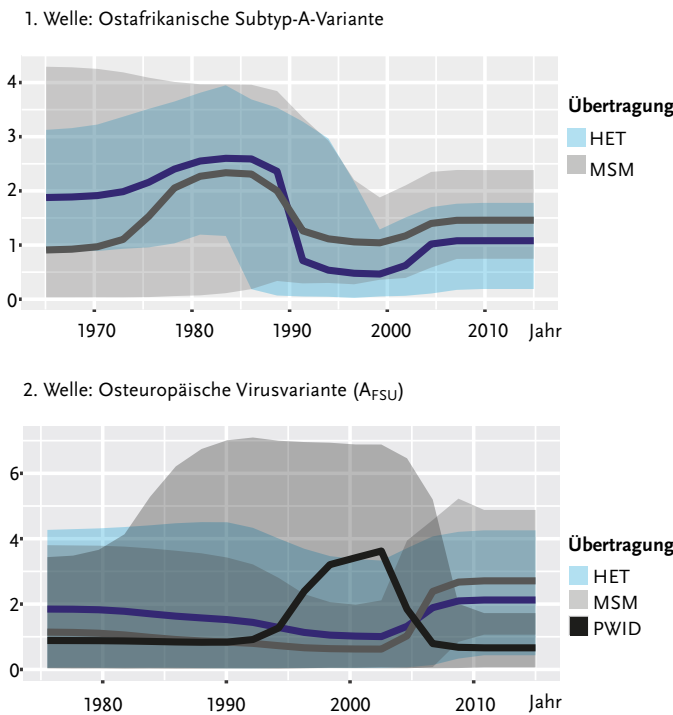 1. Welle: Ostafrikanische Subtyp-A-Variante
4
3
2
1
0
1970 1980 1990 2000 2010 Jahr
Übertragung
HET
MSM
2. Welle: Osteuropäische Virusvariante (AFSU)
6
4
2
0
1980 1990 2000 2010 Jahr
Übertragung
HET
MSM
PWID